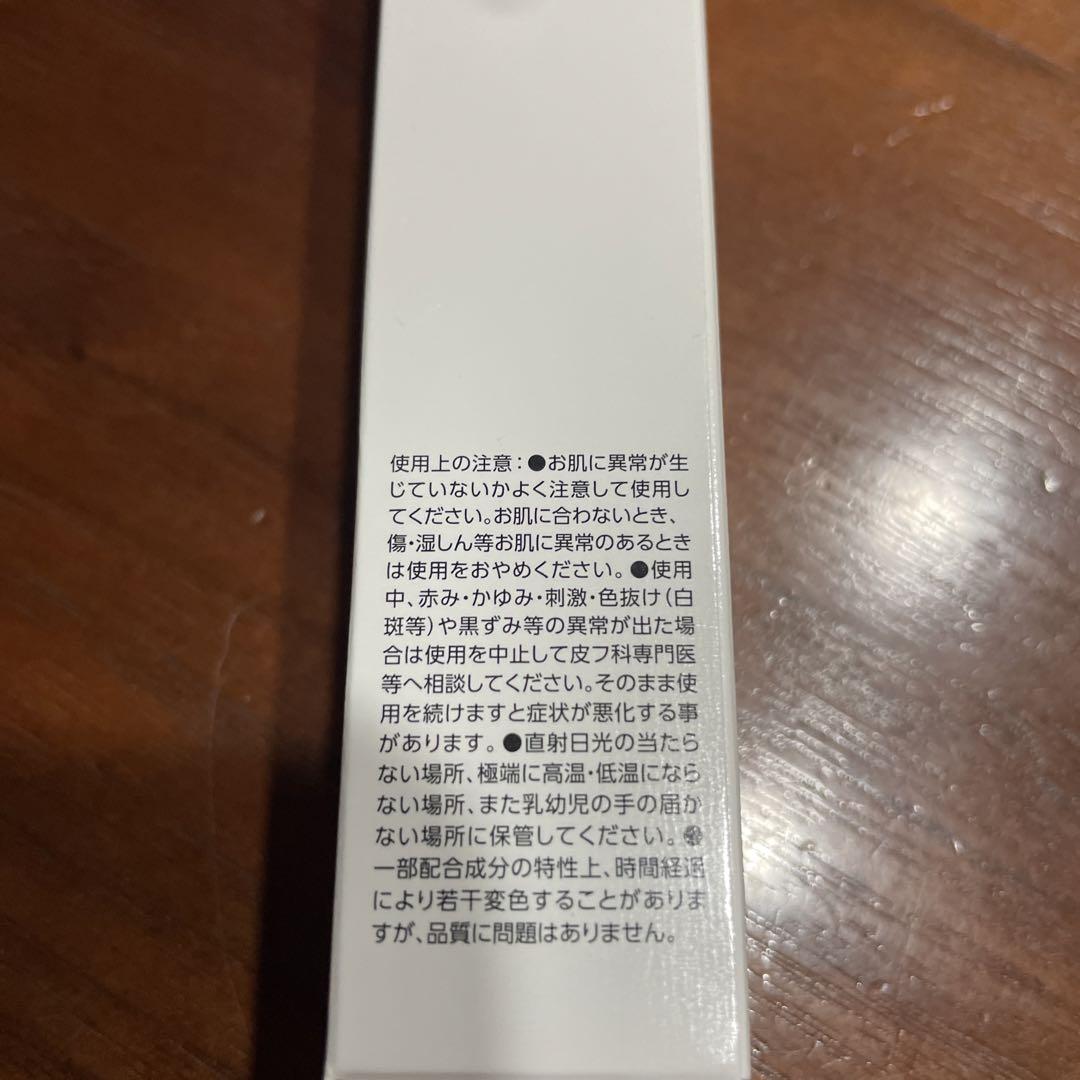 使用上の注意：●お肌に異常が生
じていないかよく注意して使用し
てください。お肌に合わないとき、
傷・湿しん等お肌に異常のあるとき
は使用をおやめください。●使用
中、赤み・かゆみ・刺激・色抜け（白
斑等）や黒ずみ等の異常が出た場
合は使用を中止して皮フ科専門医
等へ相談してください。そのまま使
用を続けますと症状が悪化する事
があります。●直射日光の当たら
ない場所、極端に高温・低温になら
ない場所、また乳幼児の手の届か
ない場所に保管してください。●
一部配合成分の特性上、時間経過
により若干変色することがありま
すが、品質に問題はありません。